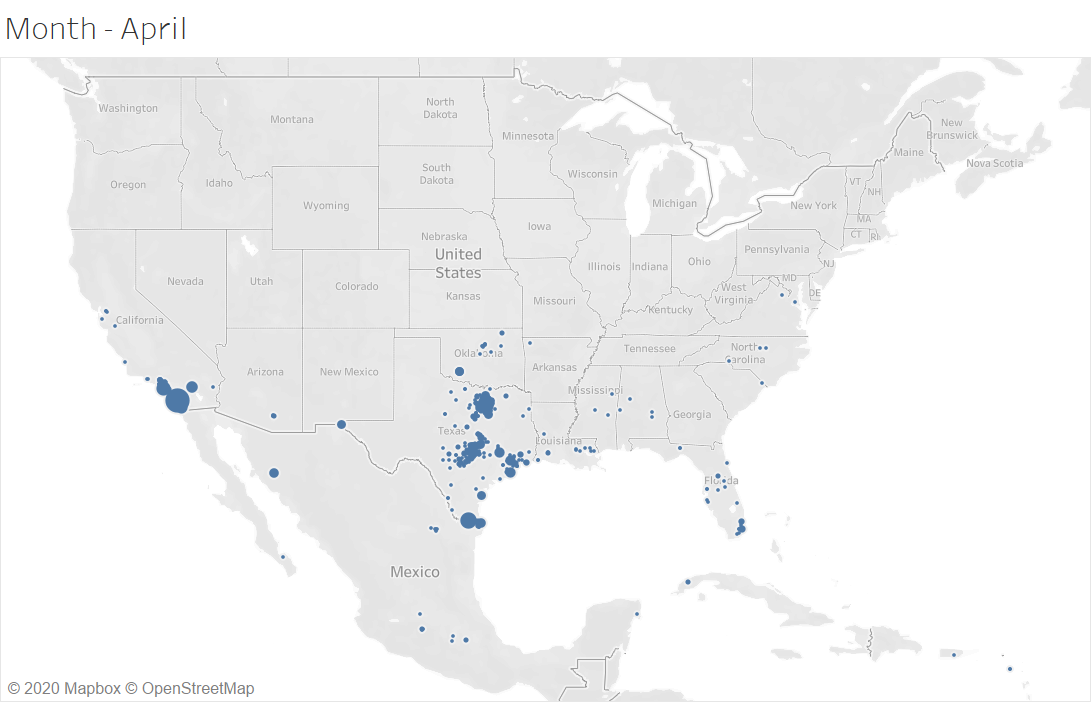 Month - April
Washington
Montana
North
Dakota
Minnesota
New
Brunswick
Maine
Nova Scotia
Oregon
Idaho
South
Dakota
Wisconsin
Michigan
VT
NH
Wyoming
New York
MA
Nebraska
Iowa
CT
RI
United
States
Pennsylvania
Nevada
Utah
Colorado
Kansas
Illinois
Indiana
Ohio
NJ
MD
DE
West
Virginia
Missouri
Kentucky
California
Oklahoma
Tennessee
North
Carolina
Arizona
New Mexico
Arkansas
Mississippi
Georgia
Texas
Louisiana
Florida
Mexico
© 2020 Mapbox © OpenStreetMap